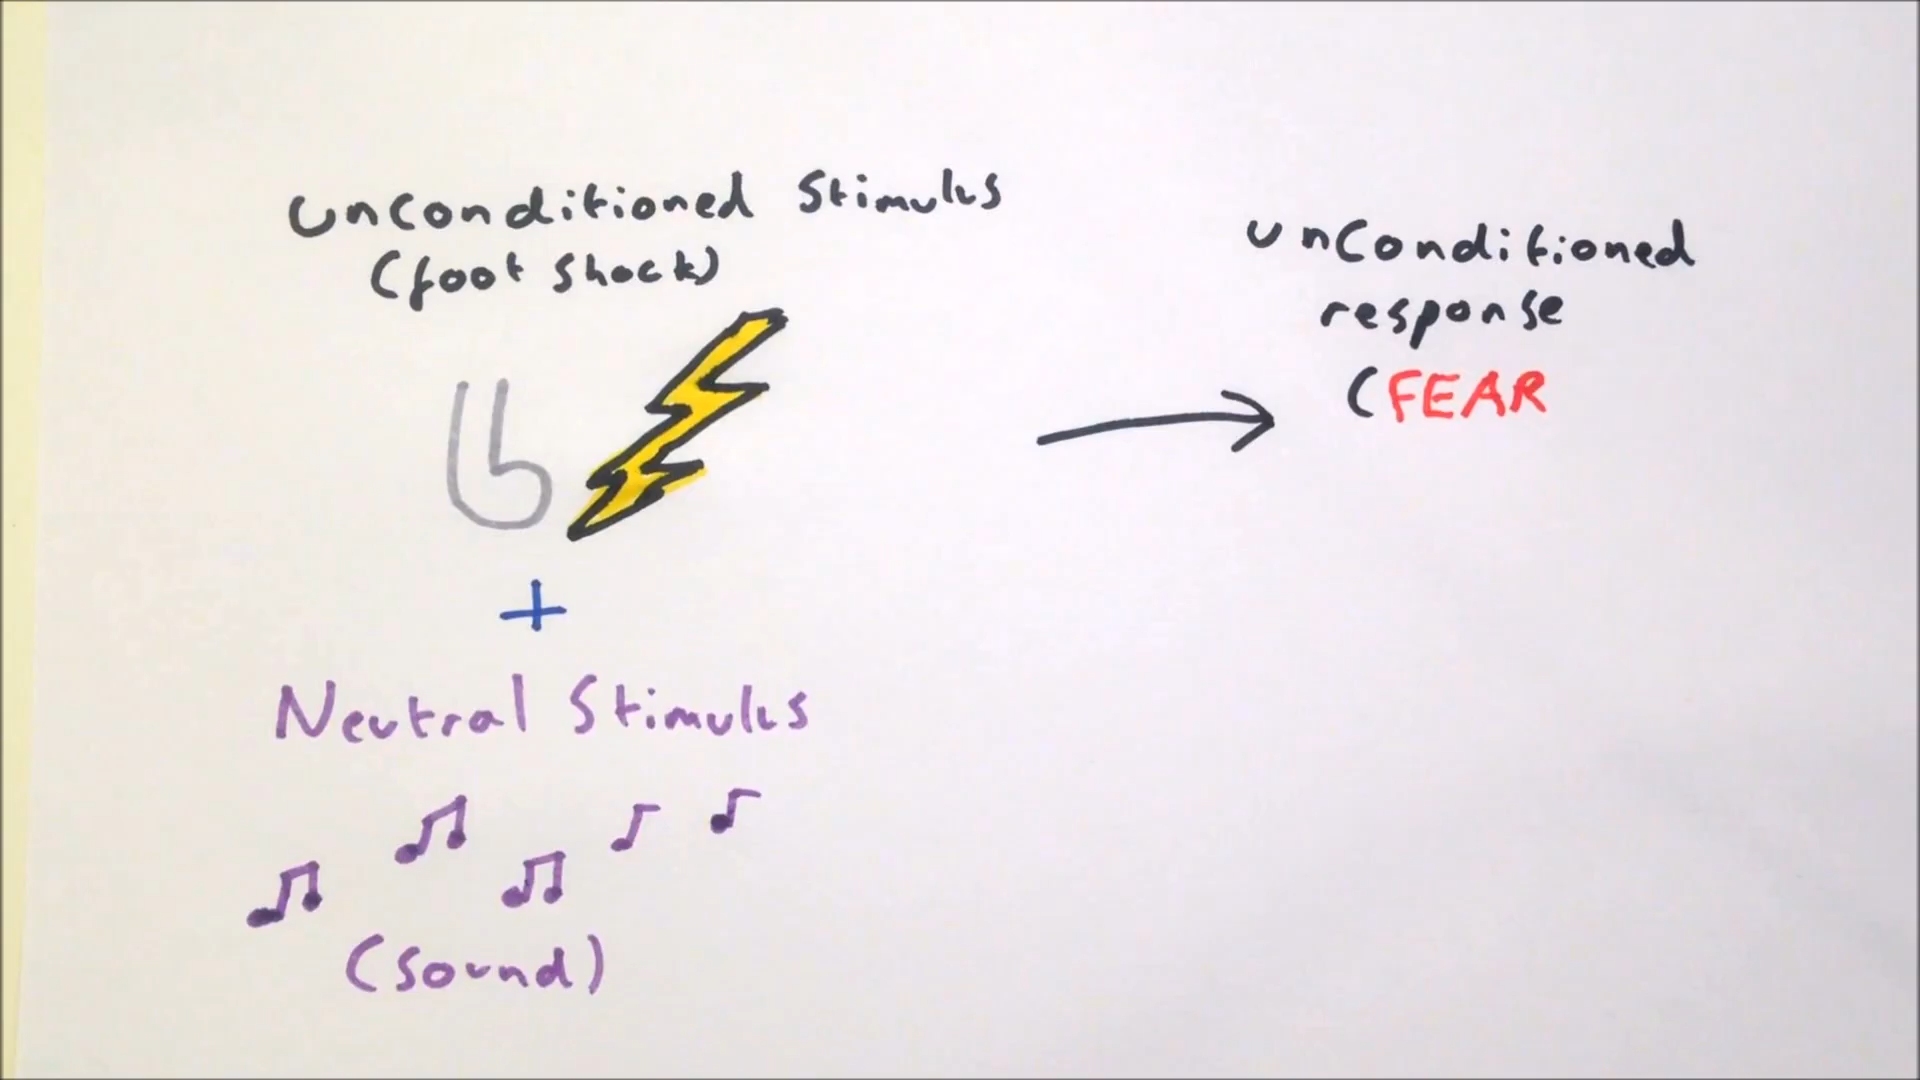 unconditioned stimulus
(foot shock)
+
Neutral Stimulus
(sound)
unconditioned
response
(FEAR